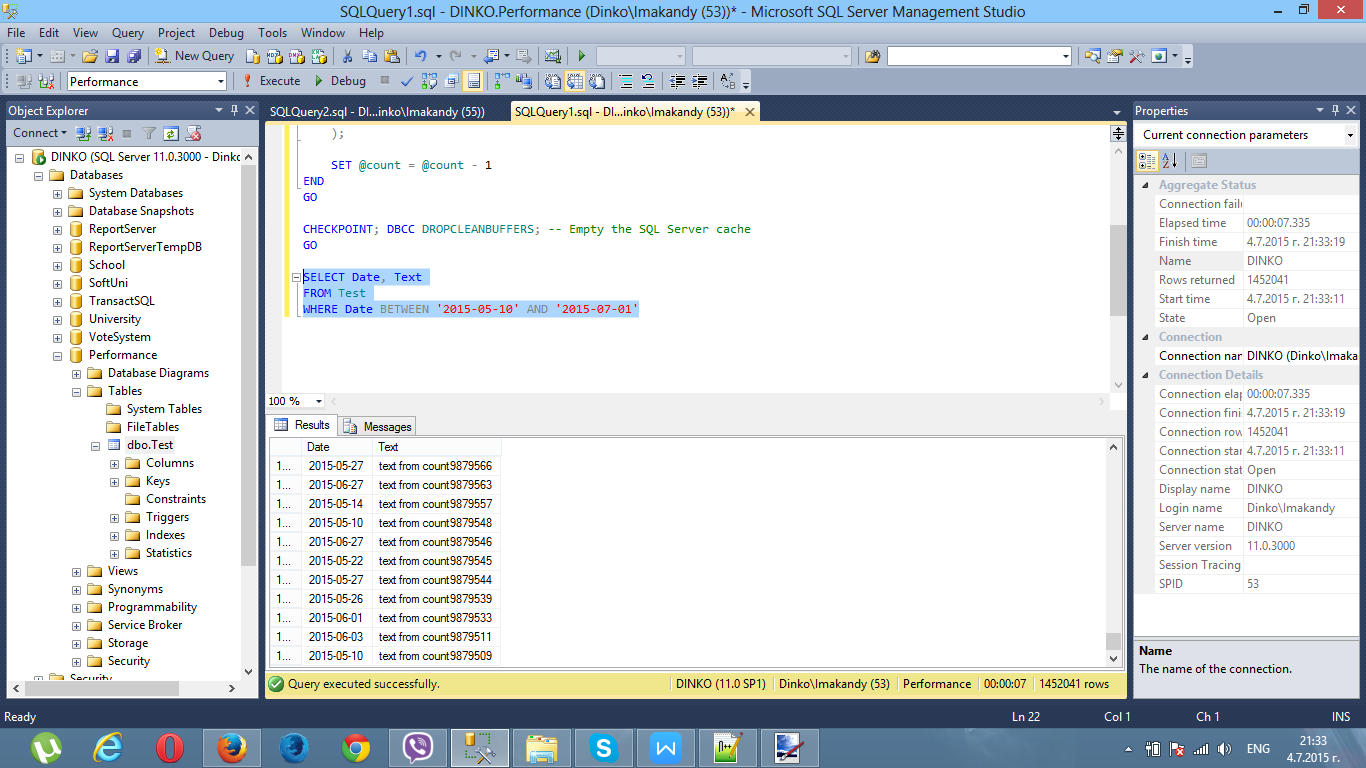 SQLQuery1.sql - DINKO.Performance (Dinko\Imakandy (53))* - Microsoft SQL Server Management Studio
File Edit View Query Project Debug Tools Window Help
New Query
Performance Execute Debug
Object Explorer
Connect
DINKO (SQL Server 11.0.3000 - Dinkc
Databases
System Databases
Database Snapshots
ReportServer
ReportServerTempDB
School
SoftUni
TransactSQL
University
VoteSystem
Performance
Database Diagrams
Tables
System Tables
FileTables
dbo.Test
Columns
Keys
Constraints
Triggers
Indexes
Statistics
Views
Synonyms
Programmability
Service Broker
Storage
Security
Security
SQLQuery2.sql - DI...inko\Imakandy (55)) SQLQuery1.sql - DI...inko\Imakandy (53))*
);
SET @count = @count - 1
END
GO
CHECKPOINT; DBCC DROPCLEANBUFFERS; -- Empty the SQL Server cache
GO
SELECT Date, Text
FROM Test
WHERE Date BETWEEN '2015-05-10' AND '2015-07-01'
100 %
Results Messages
Date Text
1... 2015-05-27 text from count9879566
1... 2015-06-27 text from count9879563
1... 2015-05-14 text from count9879557
1... 2015-05-10 text from count9879548
1... 2015-06-27 text from count9879546
1... 2015-05-22 text from count9879545
1... 2015-05-27 text from count9879544
1... 2015-05-26 text from count9879539
1... 2015-06-01 text from count9879533
1... 2015-06-03 text from count9879511
1... 2015-05-10 text from count9879509
Query executed successfully. DINKO (11.0 SP1) Dinko\Imakandy (53) Performance 00:00:07 1452041 rows
Properties
Current connection parameters
Aggregate Status
Connection failu
Elapsed time 00:00:07.335
Finish time 4.7.2015 г. 21:33:19
Name DINKO
Rows returned 1452041
Start time 4.7.2015 г. 21:33:11
State Open
Connection
Connection nar DINKO (Dinko\Imaka
Connection Details
Connection elap 00:00:07.335
Connection fini 4.7.2015 г. 21:33:19
Connection row 1452041
Connection star 4.7.2015 г. 21:33:11
Connection stat Open
Display name DINKO
Login name Dinko\Imakandy
Server name DINKO
Server version 11.0.3000
Session Tracing
SPID 53
Name
The name of the connection.
Ready Ln 22 Col 1 Ch 1 INS
ENG 21:33
4.7.2015 г.